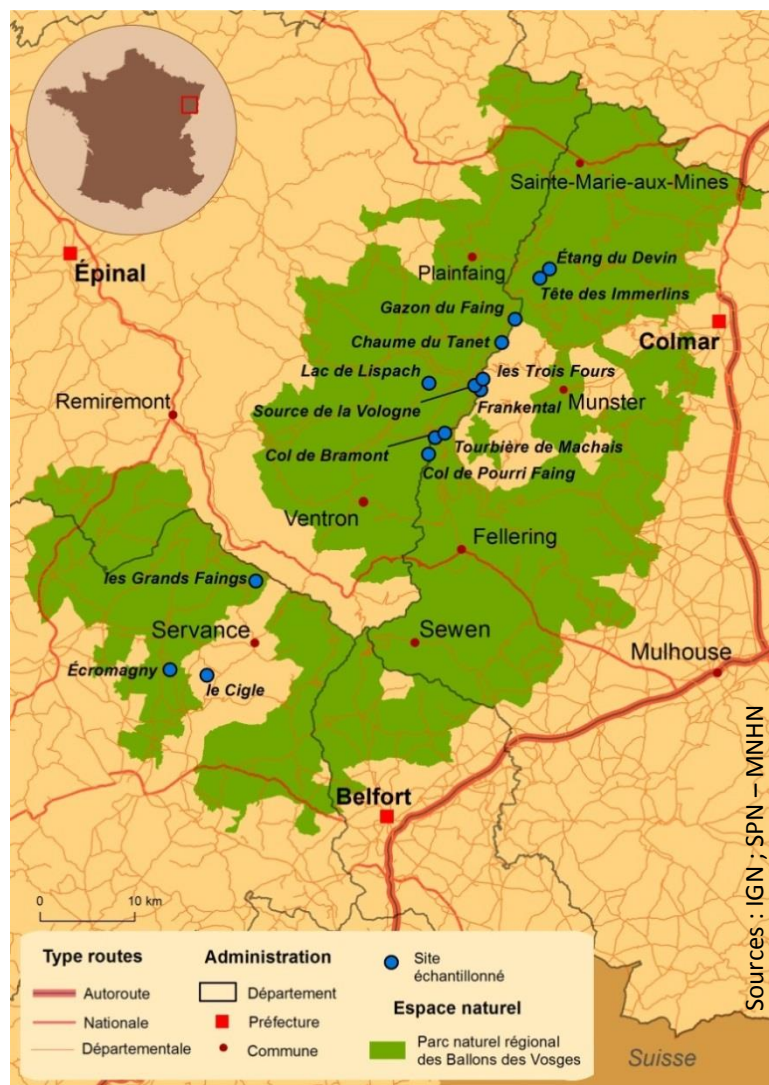 Sainte-Marie-aux-Mines
Épinal
Plainfaing
Étang du Devin
Tête des Immerlins
Gazon du Faing
Colmar
Chaume du Tanet
Lac de Lispach
les Trois Fours
Munster
Remiremont
Source de la Vologne
Frankental
Col de Bramont
Tourbière de Machais
Col de Pourri Faing
Ventron
Fellering
les Grands Faings
Servance
Sewen
Mulhouse
Écromagny
le Cigle
Belfort
0
10 km
Sources : IGN ; SPN – MNHN
Type routes
Autoroute
Nationale
Départementale
Administration
Département
Préfecture
Commune
Site
échantillonné
Espace naturel
Parc naturel régional
des Ballons des Vosges
Suisse